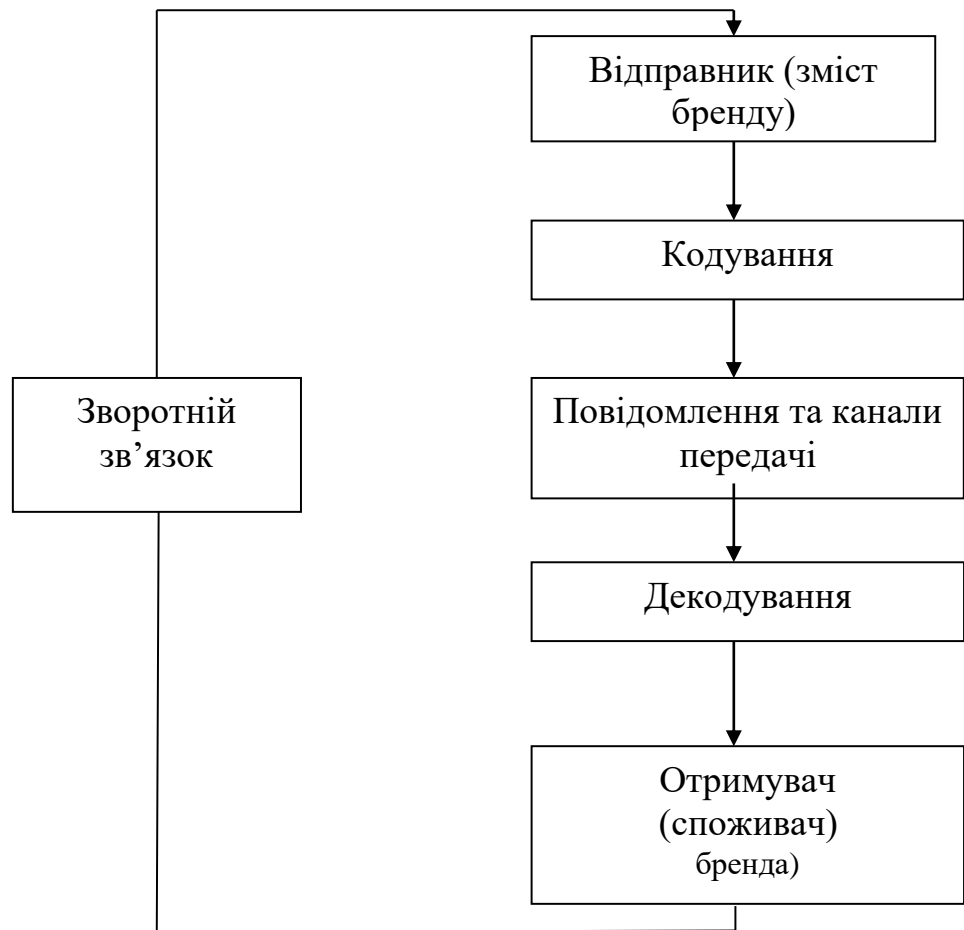 Відправник (зміст
бренду)
Кодування
Зворотній
зв’язок
Повідомлення та канали
передачі
Декодування
Отримувач
(споживач)
бренда)